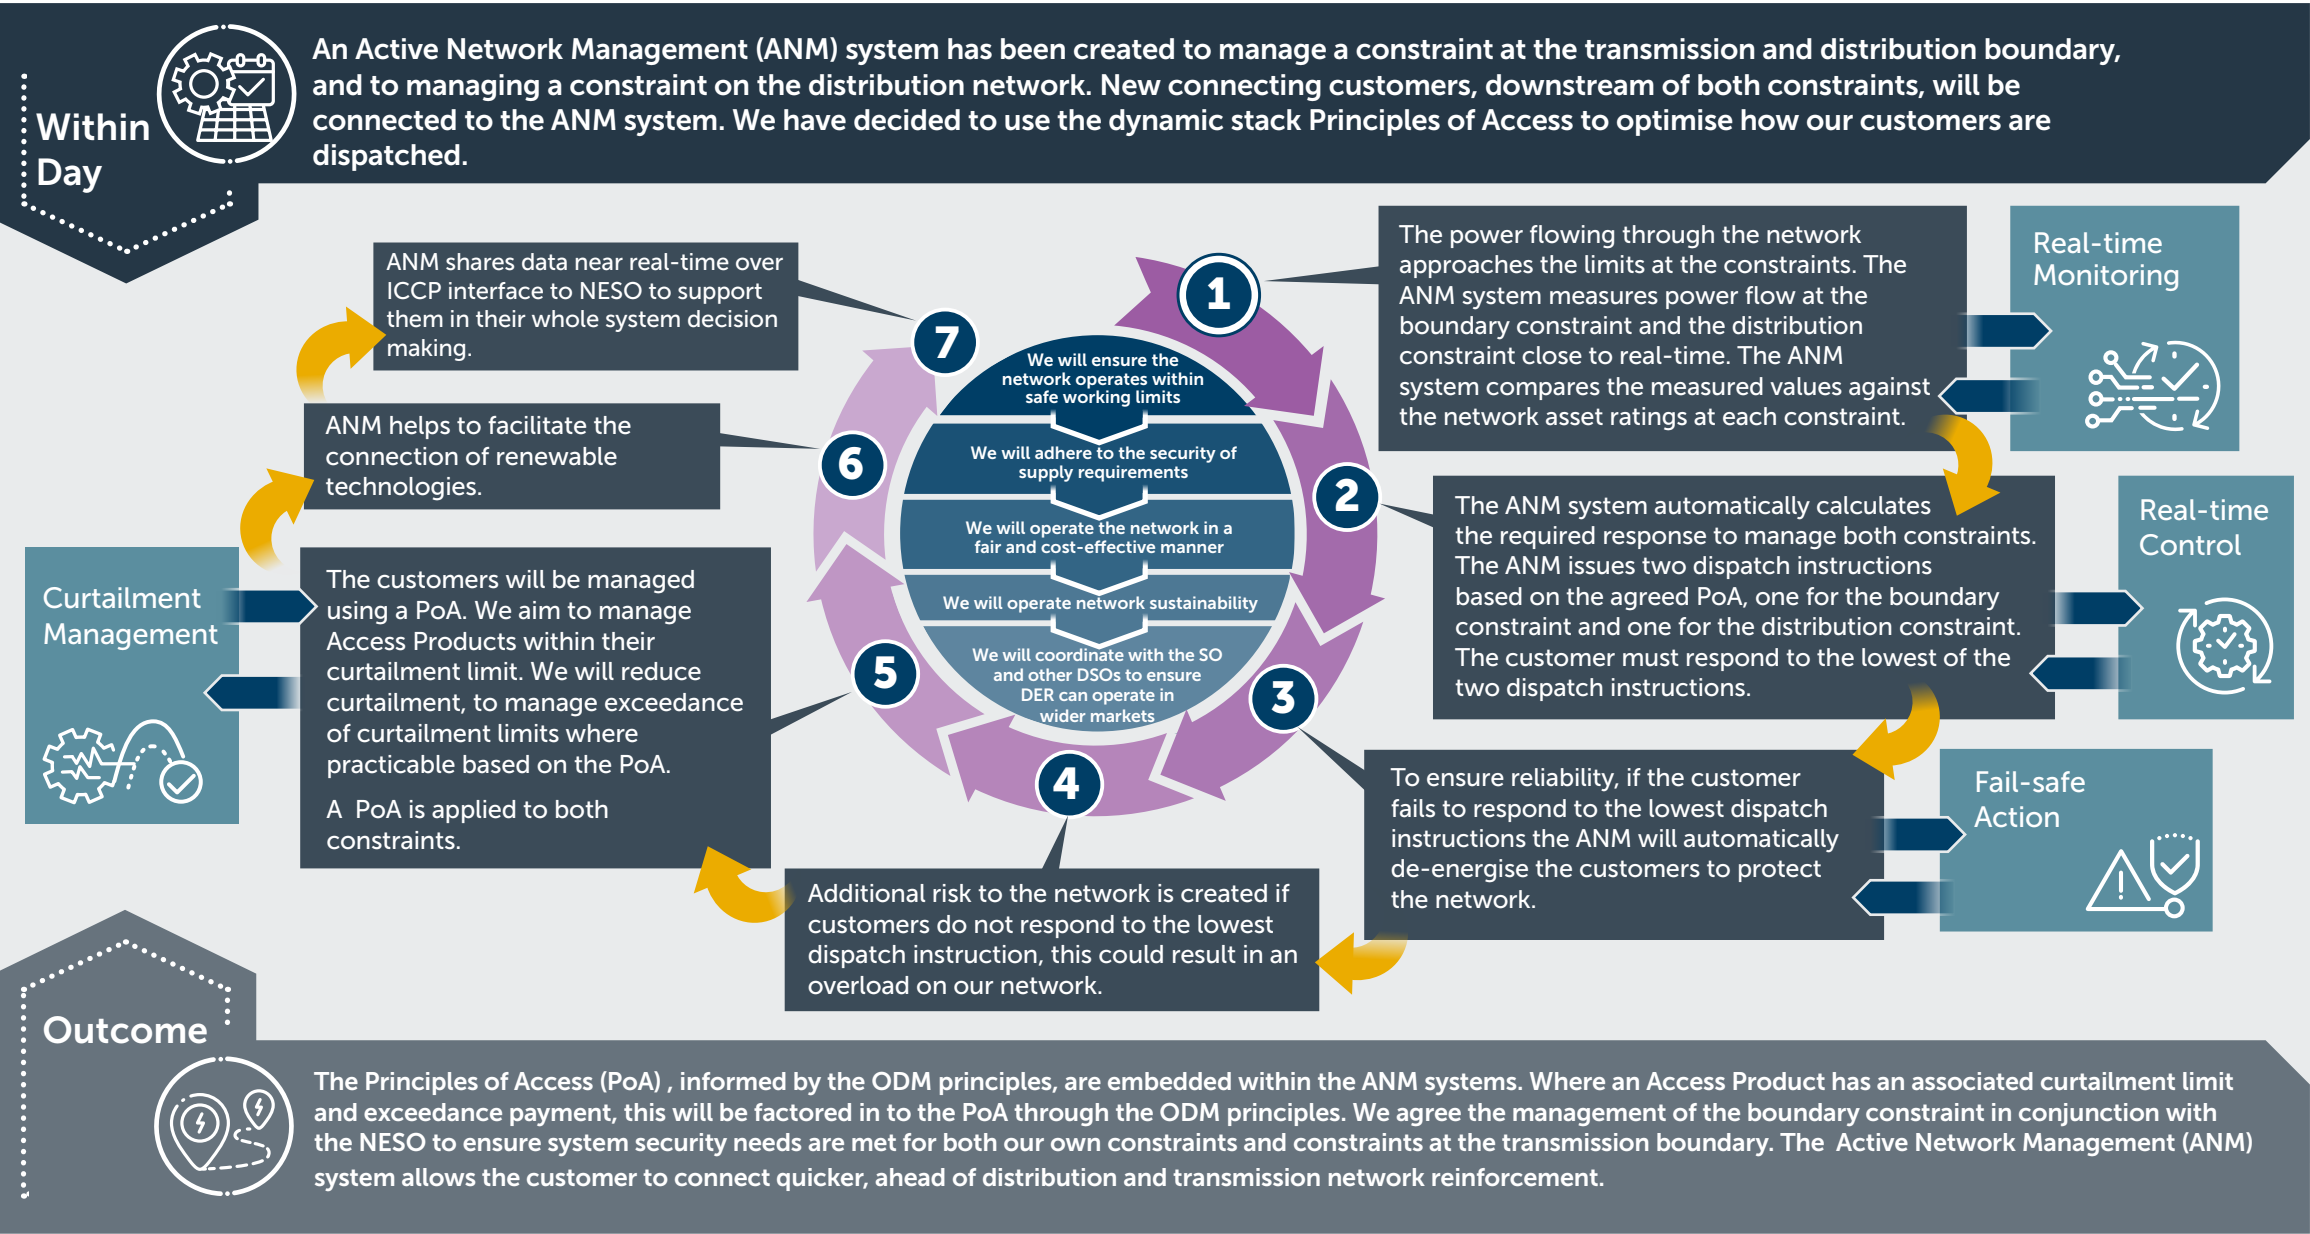 An Active Network Management (ANM) system has been created to manage a constraint at the transmission and distribution boundary,
and to managing a constraint on the distribution network. New connecting customers, downstream of both constraints, will be
connected to the ANM system. We have decided to use the dynamic stack Principles of Access to optimise how our customers are
dispatched.
Within
Day
1
The power flowing through the network
approaches the limits at the constraints. The
ANM system measures power flow at the
boundary constraint and the distribution
constraint close to real-time. The ANM
system compares the measured values against
the network asset ratings at each constraint.
Real-time
Monitoring
2
The ANM system automatically calculates
the required response to manage both constraints.
The ANM issues two dispatch instructions
based on the agreed PoA, one for the boundary
constraint and one for the distribution constraint.
The customer must respond to the lowest of the
two dispatch instructions.
Real-time
Control
3
To ensure reliability, if the customer
fails to respond to the lowest dispatch
instructions the ANM will automatically
de-energise the customers to protect
the network.
Fail-safe
Action
4
Additional risk to the network is created if
customers do not respond to the lowest
dispatch instruction, this could result in an
overload on our network.
5
The customers will be managed
using a PoA. We aim to manage
Access Products within their
curtailment limit. We will reduce
curtailment, to manage exceedance
of curtailment limits where
practicable based on the PoA.
A PoA is applied to both
constraints.
Curtailment
Management
6
ANM helps to facilitate the
connection of renewable
technologies.
7
ANM shares data near real-time over
ICCP interface to NESO to support
them in their whole system decision
making.
We will ensure the
network operates within
safe working limits
We will adhere to the security of
supply requirements
We will operate the network in a
fair and cost-effective manner
We will operate network sustainability
We will coordinate with the SO
and other DSOs to ensure
DER can operate in
wider markets
Outcome
The Principles of Access (PoA) , informed by the ODM principles, are embedded within the ANM systems. Where an Access Product has an associated curtailment limit
and exceedance payment, this will be factored in to the PoA through the ODM principles. We agree the management of the boundary constraint in conjunction with
the NESO to ensure system security needs are met for both our own constraints and constraints at the transmission boundary. The Active Network Management (ANM)
system allows the customer to connect quicker, ahead of distribution and transmission network reinforcement.